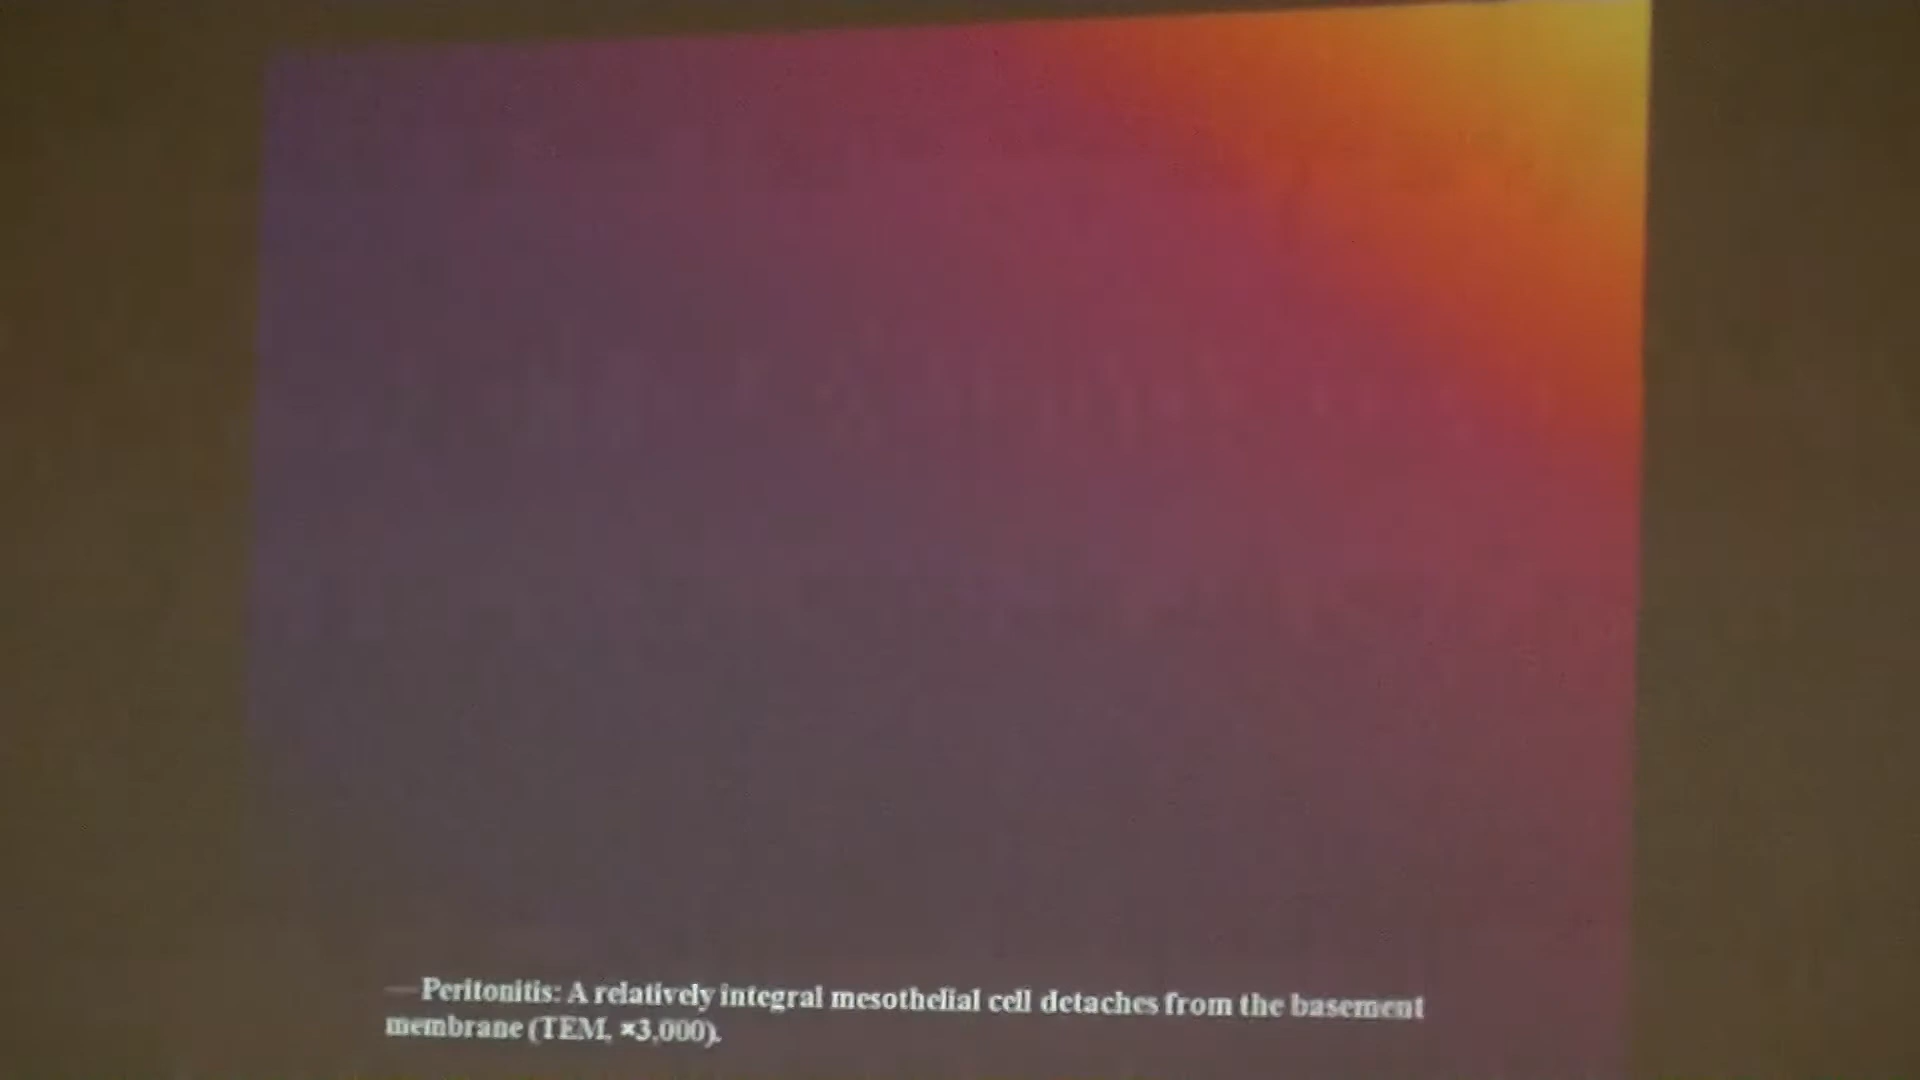 — Peritonitis: A relatively integral mesothelial cell detaches from the basement
membrane (TEM, ×3,000).